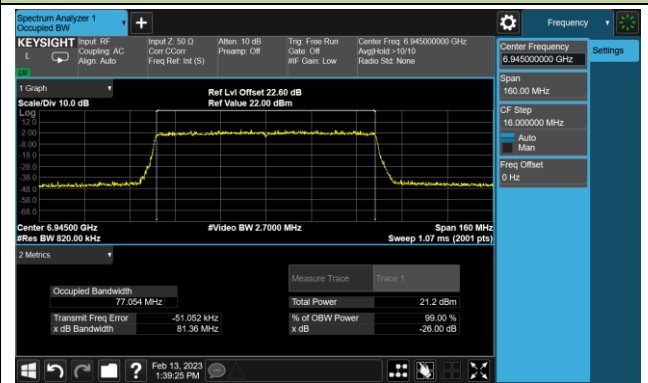 Spectrum Analyzer 1
Occupied BW
+
Frequency
KEYSIGHT
L
Input: RF
Coupling: AC
Align: Auto
Input Z: 50 Ω
Corr CCorr
Freq Ref: Int (S)
Atten: 10 dB
Preamp: Off
Trig: Free Run
Gate: Off
#IF Gain: Low
Center Freq: 6.945000000 GHz
Avg|Hold:>10/10
Radio Std: None
Center Frequency
6.945000000 GHz
Settings
Span
160.00 MHz
CF Step
16.000000 MHz
Auto
Man
Freq Offset
0 Hz
1 Graph
Scale/Div 10.0 dB
Ref Lvl Offset 22.60 dB
Ref Value 22.00 dBm
Log
12.0
2.00
-8.00
-18.0
-28.0
-38.0
-48.0
-58.0
-68.0
Center 6.94500 GHz
#Res BW 820.00 kHz
#Video BW 2.7000 MHz
Span 160 MHz
Sweep 1.07 ms (2001 pts)
2 Metrics
Measure Trace
Trace 1
Occupied Bandwidth
77.054 MHz
Total Power
21.2 dBm
Transmit Freq Error
-51.052 kHz
% of OBW Power
99.00 %
x dB Bandwidth
81.36 MHz
x dB
-26.00 dB
?
Feb 13, 2023
1:39:25 PM